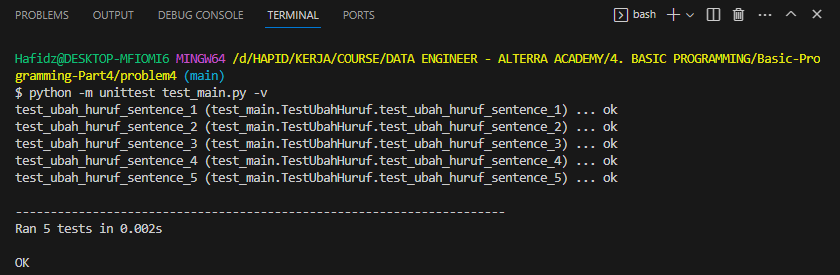 PROBLEMS OUTPUT DEBUG CONSOLE TERMINAL PORTS bash
Hafidz@DESKTOP-MFIOMI6 MINGW64 /d/HAPID/KERJA/COURSE/DATA ENGINEER - ALTERRA ACADEMY/4. BASIC PROGRAMMING/Basic-Pro
gramming-Part4/problem4 (main)
$ python -m unittest test_main.py -v
test_ubah_huruf_sentence_1 (test_main.TestUbahHuruf.test_ubah_huruf_sentence_1) ... ok
test_ubah_huruf_sentence_2 (test_main.TestUbahHuruf.test_ubah_huruf_sentence_2) ... ok
test_ubah_huruf_sentence_3 (test_main.TestUbahHuruf.test_ubah_huruf_sentence_3) ... ok
test_ubah_huruf_sentence_4 (test_main.TestUbahHuruf.test_ubah_huruf_sentence_4) ... ok
test_ubah_huruf_sentence_5 (test_main.TestUbahHuruf.test_ubah_huruf_sentence_5) ... ok
----------------------------------------------------------------------
Ran 5 tests in 0.002s
OK